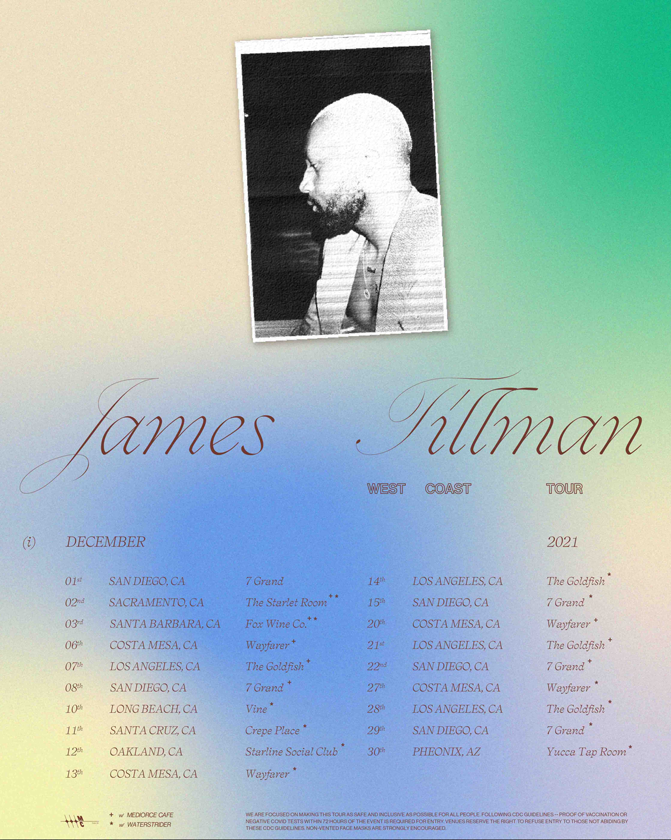 James Tillman
WEST COAST TOUR
(i) DECEMBER 2021
01st SAN DIEGO, CA 7 Grand
02nd SACRAMENTO, CA The Starlet Room
03rd SANTA BARBARA, CA Fox Wine Co.
06th COSTA MESA, CA Wayfarer
07th LOS ANGELES, CA The Goldfish
08th SAN DIEGO, CA 7 Grand
10th LONG BEACH, CA Vine
11th SANTA CRUZ, CA Crepe Place
12th OAKLAND, CA Starline Social Club
13th COSTA MESA, CA Wayfarer
14th LOS ANGELES, CA The Goldfish
15th SAN DIEGO, CA 7 Grand
20th COSTA MESA, CA Wayfarer
21st LOS ANGELES, CA The Goldfish
22nd SAN DIEGO, CA 7 Grand
27th COSTA MESA, CA Wayfarer
28th LOS ANGELES, CA The Goldfish
29th SAN DIEGO, CA 7 Grand
30th PHEONIX, AZ Yucca Tap Room
+ w/ MEDIORCE CAFE
* w/ WATERSTRIDER
WE ARE FOCUSED ON MAKING THIS TOUR AS SAFE AND INCLUSIVE AS POSSIBLE FOR ALL PEOPLE. FOLLOWING CDC GUIDELINES — PROOF OF VACCINATION OR
NEGATIVE COVID TESTS WITHIN 72 HOURS OF THE EVENT IS REQUIRED FOR ENTRY. VENUES RESERVE THE RIGHT TO REFUSE ENTRY TO THOSE NOT ABIDING BY
THESE CDC GUIDELINES. NON-VENTED FACE MASKS ARE STRONGLY ENCOURAGED.